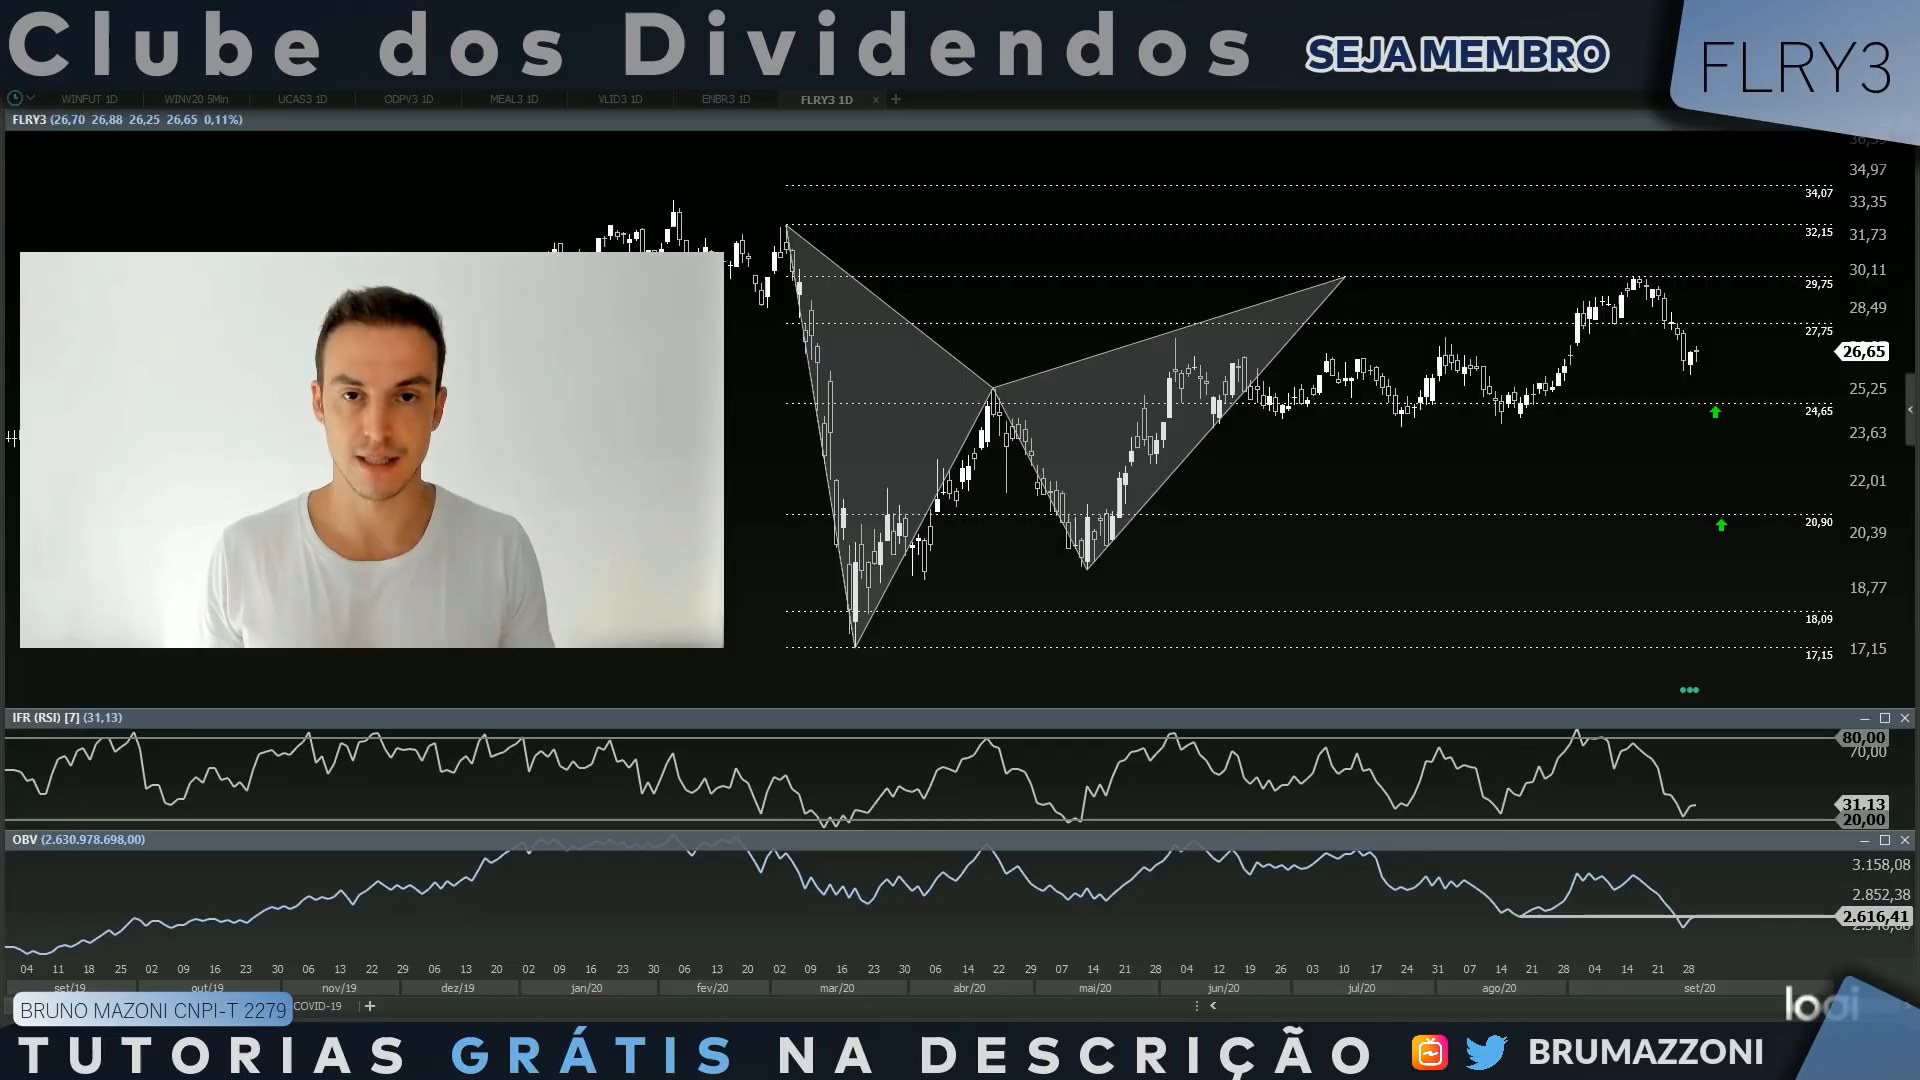 Clube dos Dividendos
SEJA MEMBRO
FLRY3
WINFUT 1D
WINV20 5Min
UCAS3 1D
ODPV3 1D
MEAL3 1D
VLID3 1D
ENBR3 1D
FLRY3 1D
FLRY3 (26,70 26,88 26,25 26,65 0,11%)
34,97
34,07
33,35
32,15
31,73
30,11
29,75
28,49
27,75
26,65
25,25
24,65
23,63
22,01
20,90
20,39
18,77
18,09
17,15
17,15
IFR (RSI) [7] (31,13)
80,00
70,00
31,13
20,00
OBV (2.630.978.698,00)
3.158,08
2.852,38
2.616,41
04 11 18 25 02 09 16 23 30 06 13 22 29 06 13 20 02 09 16 23 30 06 13 20 02 09 16 23 30 06 14 22 29 07 14 21 28 04 12 19 26 03 10 17 24 31 07 14 21 28 04 14 21 28
set/19 out/19 nov/19 dez/19 jan/20 fev/20 mar/20 abr/20 mai/20 jun/20 jul/20 ago/20 set/20
BRUNO MAZONI CNPI-T 2279
COVID-19
TUTORIAS GRÁTIS NA DESCRIÇÃO
BRUMAZZONI